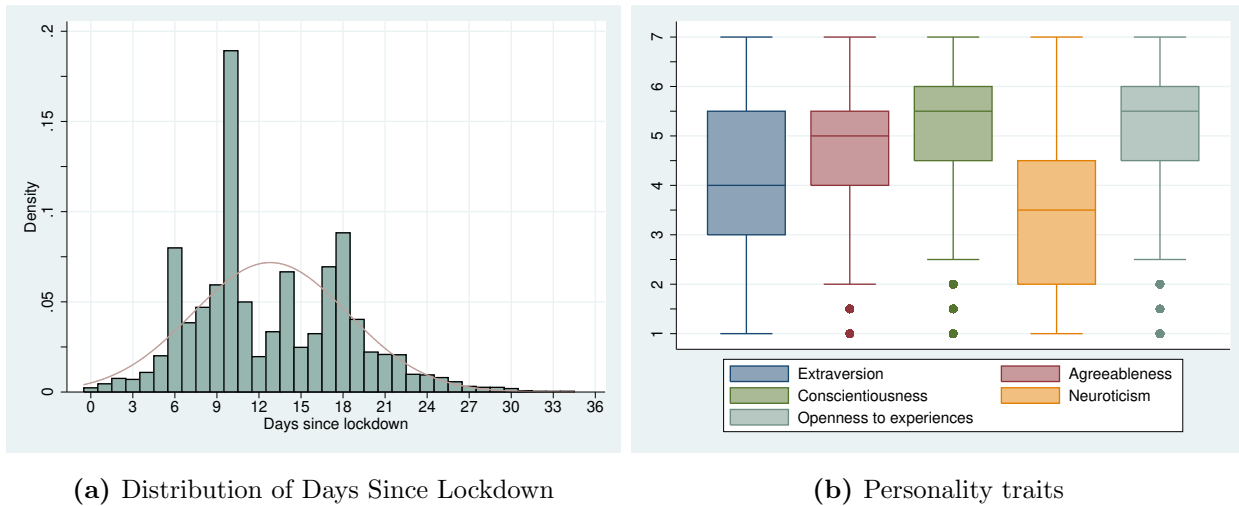 .2
.15
.1
.05
0
Density
0 3 6 9 12 15 18 21 24 27 30 33 36
Days since lockdown
7
6
5
4
3
2
1
Extraversion Agreeableness
Conscientiousness Neuroticism
Openness to experiences
(a) Distribution of Days Since Lockdown
(b) Personality traits